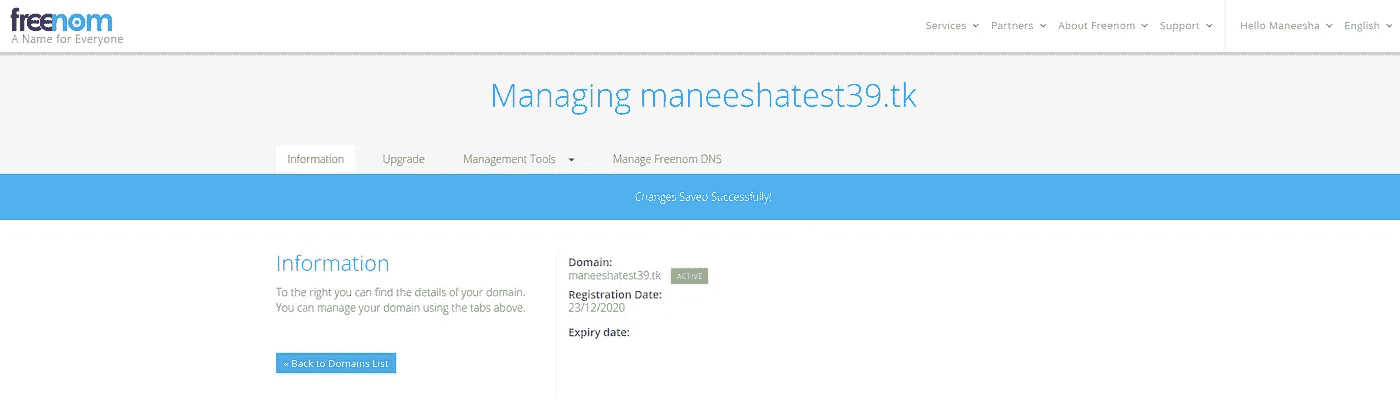 freenom
A Name for Everyone
Services Partners About Freenom Support Hello Maneesha English
Managing maneeshatest39.tk
Information Upgrade Management Tools Manage Freenom DNS
Changes Saved Successfully!
Information
To the right you can find the details of your domain.
You can manage your domain using the tabs above.
« Back to Domains List
Domain:
maneeshatest39.tk ACTIVE
Registration Date:
23/12/2020
Expiry date: